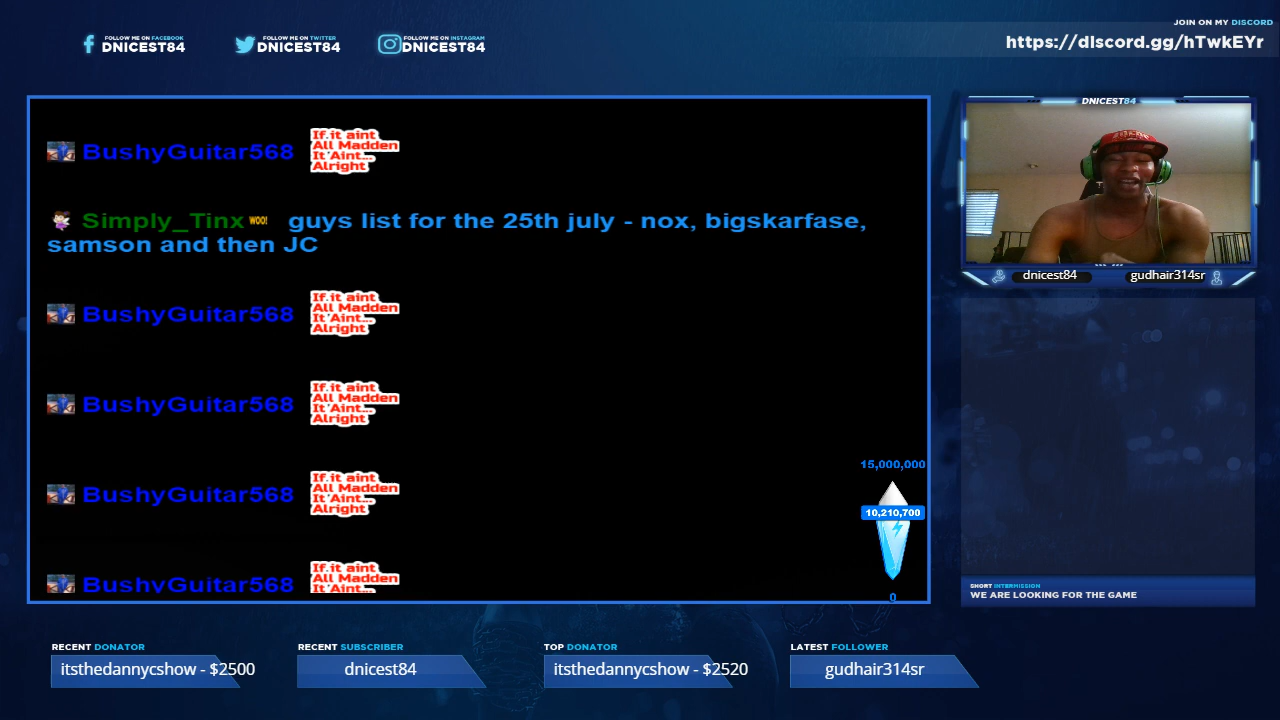 FOLLOW ME ON FACEBOOK
DNICEST84
FOLLOW ME ON TWITTER
DNICEST84
FOLLOW ME ON INSTAGRAM
DNICEST84
JOIN ON MY DISCORD
https://discord.gg/hTwkEYr
BushyGuitar568
If it aint
All Madden
It Aint...
Alright
Simply_Tinx WOO! guys list for the 25th july - nox, bigskarfase,
samson and then JC
BushyGuitar568
If it aint
All Madden
It Aint...
Alright
BushyGuitar568
If it aint
All Madden
It Aint...
Alright
BushyGuitar568
If it aint
All Madden
It Aint...
Alright
BushyGuitar568
If it aint
All Madden
It Aint...
15,000,000
10,210,700
0
DNICEST84
dnicest84
gudhair314sr
SHORT INTERMISSION
WE ARE LOOKING FOR THE GAME
RECENT DONATOR
itsthedannycshow - $2500
RECENT SUBSCRIBER
dnicest84
TOP DONATOR
itsthedannycshow - $2520
LATEST FOLLOWER
gudhair314sr